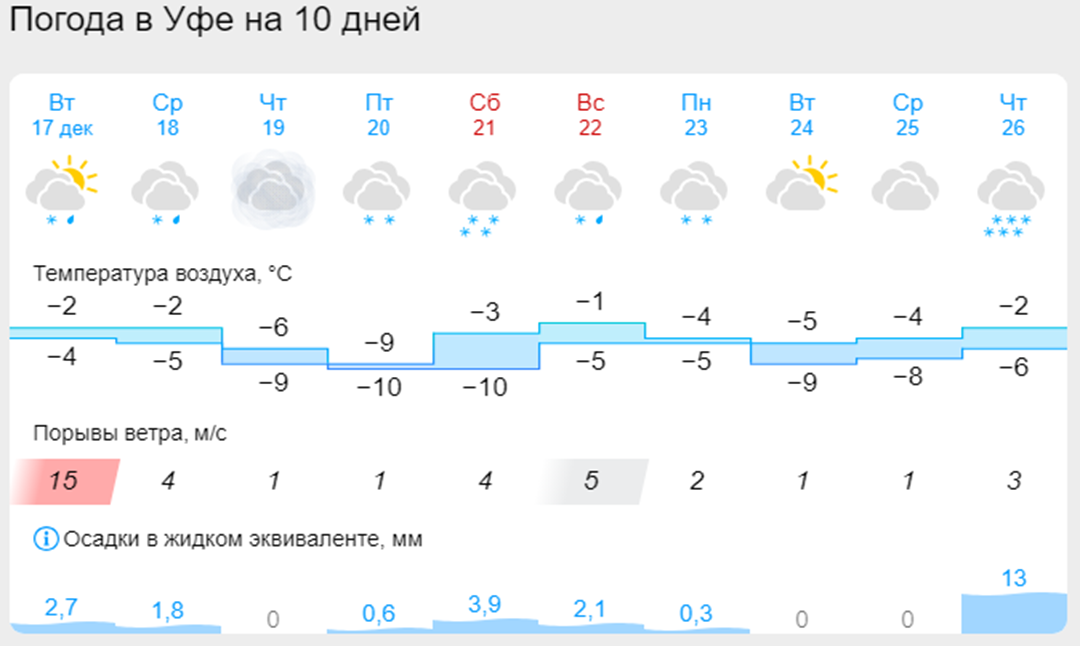 Погода в Уфе на 10 дней
Вт Ср Чт Пт Сб Вс Пн Вт Ср Чт
17 дек 18 19 20 21 22 23 24 25 26
Температура воздуха, °C
−2 −2 −6 −9 −3 −1 −4 −5 −4 −2
−4 −5 −9 −10 −10 −5 −5 −9 −8 −6
Порывы ветра, м/с
15 4 1 1 4 5 2 1 1 3
Осадки в жидком эквиваленте, мм
2,7 1,8 0 0,6 3,9 2,1 0,3 0 0 13